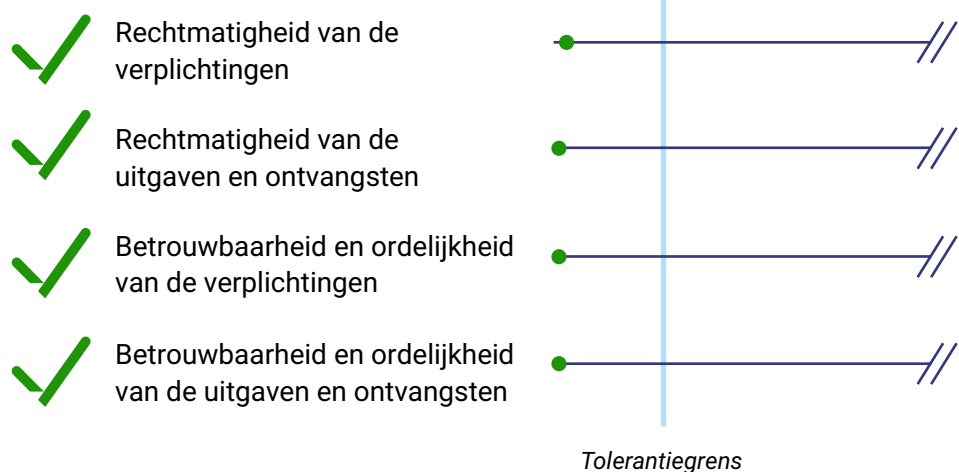 Rechtmatigheid van de
verplichtingen
Rechtmatigheid van de
uitgaven en ontvangsten
Betrouwbaarheid en ordelijkheid
van de verplichtingen
Betrouwbaarheid en ordelijkheid
van de uitgaven en ontvangsten
Tolerantiegrens